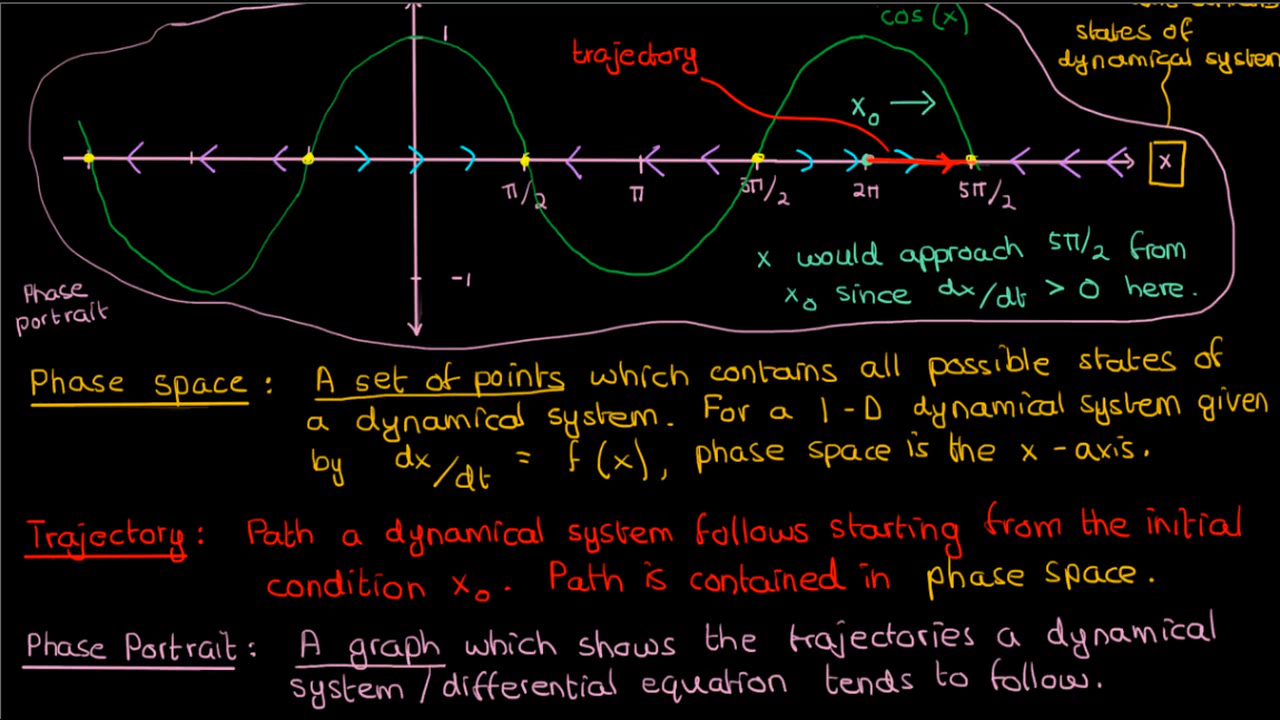 cos(x)
states of
dynamical system
1
trajectory
x₀ →
x
π/2
π
3π/2
2π
5π/2
-1
x would approach 5π/2 from
x₀ since dx/dt > 0 here.
Phase
portrait
Phase space: A set of points which contains all possible states of
a dynamical system. For a 1-D dynamical system given
by dx/dt = f(x), phase space is the x-axis.
Trajectory: Path a dynamical system follows starting from the initial
condition x₀. Path is contained in phase space.
Phase Portrait: A graph which shows the trajectories a dynamical
system/differential equation tends to follow.